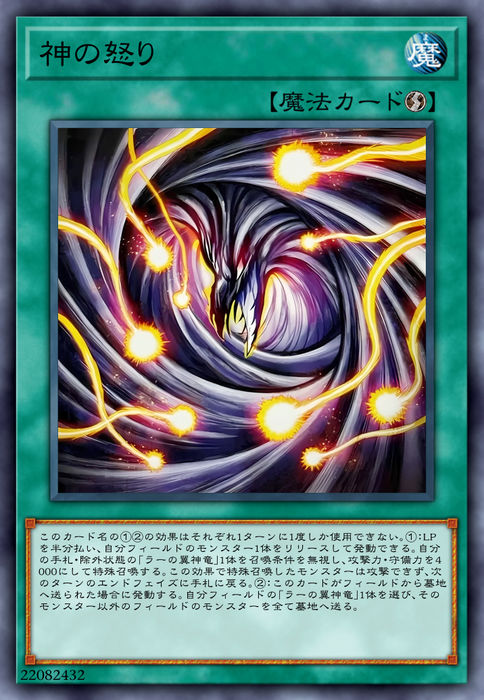 神の怒り
魔
【魔法カード】
このカード名の①②の効果はそれぞれ1ターンに1度しか使用できない。①:LP
を半分払い、自分フィールドのモンスター1体をリリースして発動できる。自分
の手札・除外状態の「ラーの翼神竜」1体を召喚条件を無視し、攻撃力・守備力を4
000にして特殊召喚する。この効果で特殊召喚したモンスターは攻撃できず、次
のターンのエンドフェイズに手札に戻る。②:このカードがフィールドから墓地
へ送られた場合に発動する。自分フィールドの「ラーの翼神竜」1体を選び、その
モンスター以外のフィールドのモンスターを全て墓地へ送る。
22082432